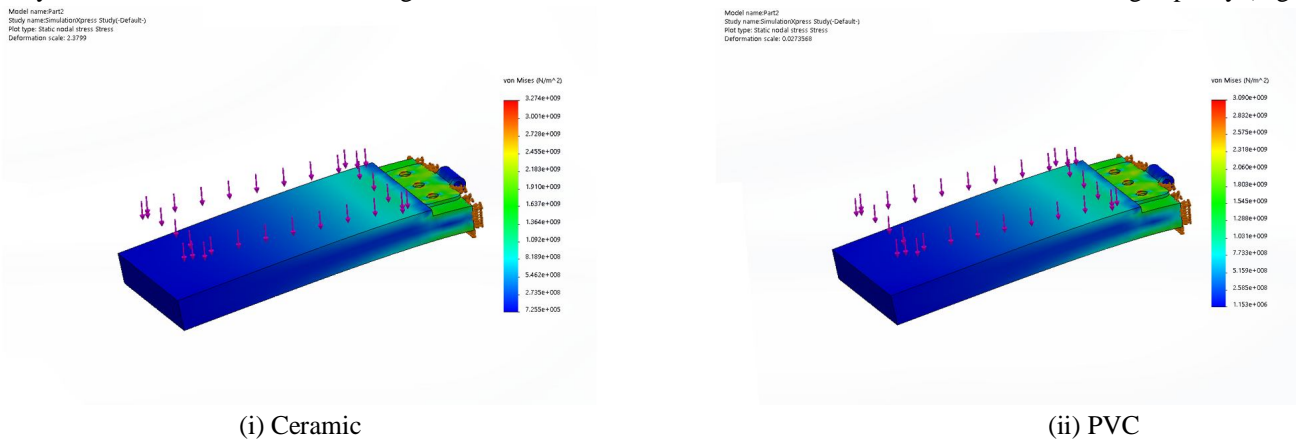 Model name:Part2
Study name:SimulationXpress Study(-Default-)
Plot type: Static nodal stress Stress
Deformation scale: 2.3799
von Mises (N/m^2)
3.274e+009
3.001e+009
2.728e+009
2.455e+009
2.183e+009
1.910e+009
1.637e+009
1.364e+009
1.092e+009
8.189e+008
5.462e+008
2.735e+008
7.255e+005
(i) Ceramic
Model name:Part2
Study name:SimulationXpress Study(-Default-)
Plot type: Static nodal stress Stress
Deformation scale: 0.0273568
von Mises (N/m^2)
3.090e+009
2.832e+009
2.575e+009
2.318e+009
2.060e+009
1.803e+009
1.545e+009
1.288e+009
1.031e+009
7.733e+008
5.159e+008
2.585e+008
1.153e+006
(ii) PVC